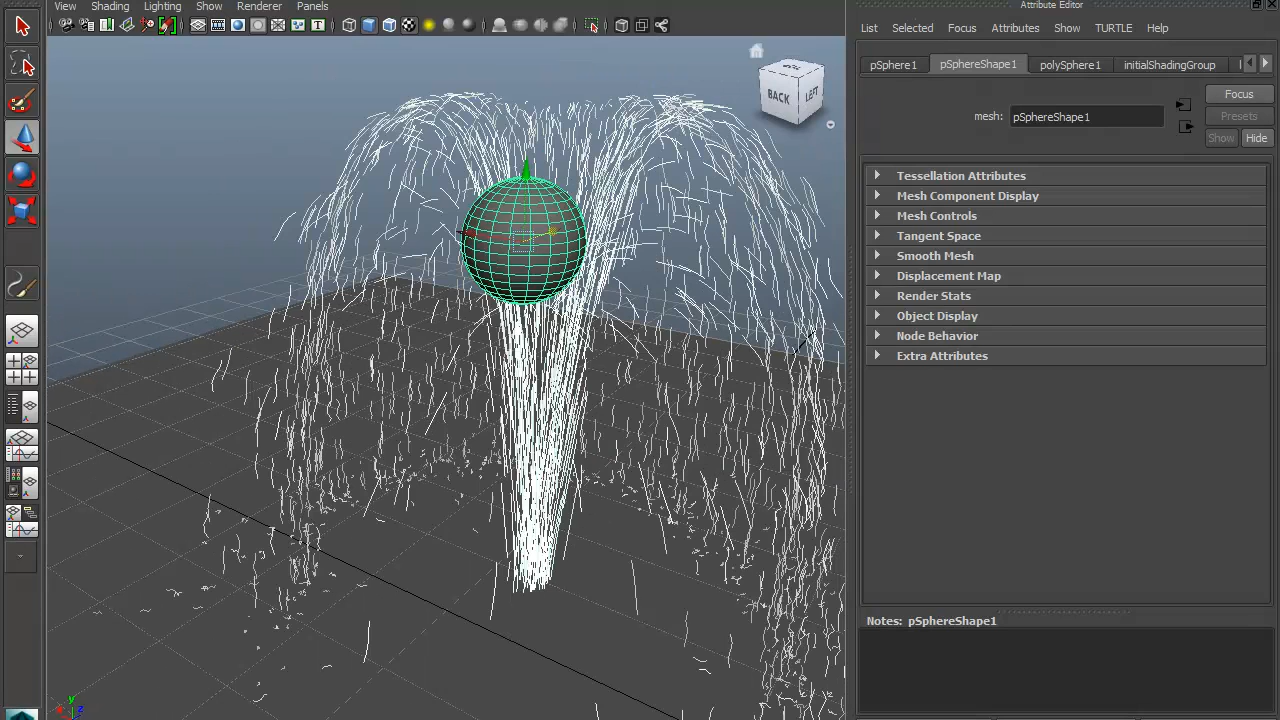 View Shading Lighting Show Renderer Panels
Attribute Editor
List Selected Focus Attributes Show TURTLE Help
pSphere1 pSphereShape1 polySphere1 initialShadingGroup
Focus
mesh: pSphereShape1
Presets
Show Hide
BACK LEFT
Tessellation Attributes
Mesh Component Display
Mesh Controls
Tangent Space
Smooth Mesh
Displacement Map
Render Stats
Object Display
Node Behavior
Extra Attributes
Notes: pSphereShape1
y
z